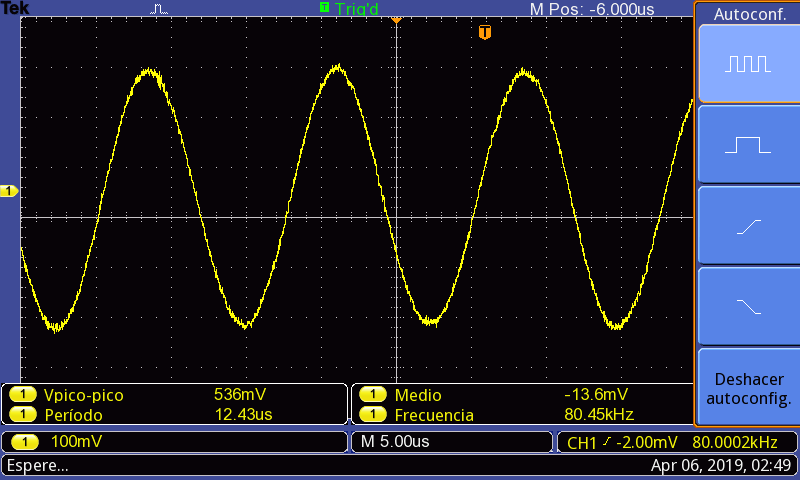 Tek
T Trig'd
M Pos: -6.000us
Autoconf.
T
1
1 Vpico-pico 536mV
1 Período 12.43us
1 Medio -13.6mV
1 Frecuencia 80.45kHz
Deshacer
autoconfig.
1 100mV
M 5.00us
CH1 -2.00mV 80.0002kHz
Espere...
Apr 06, 2019, 02:49